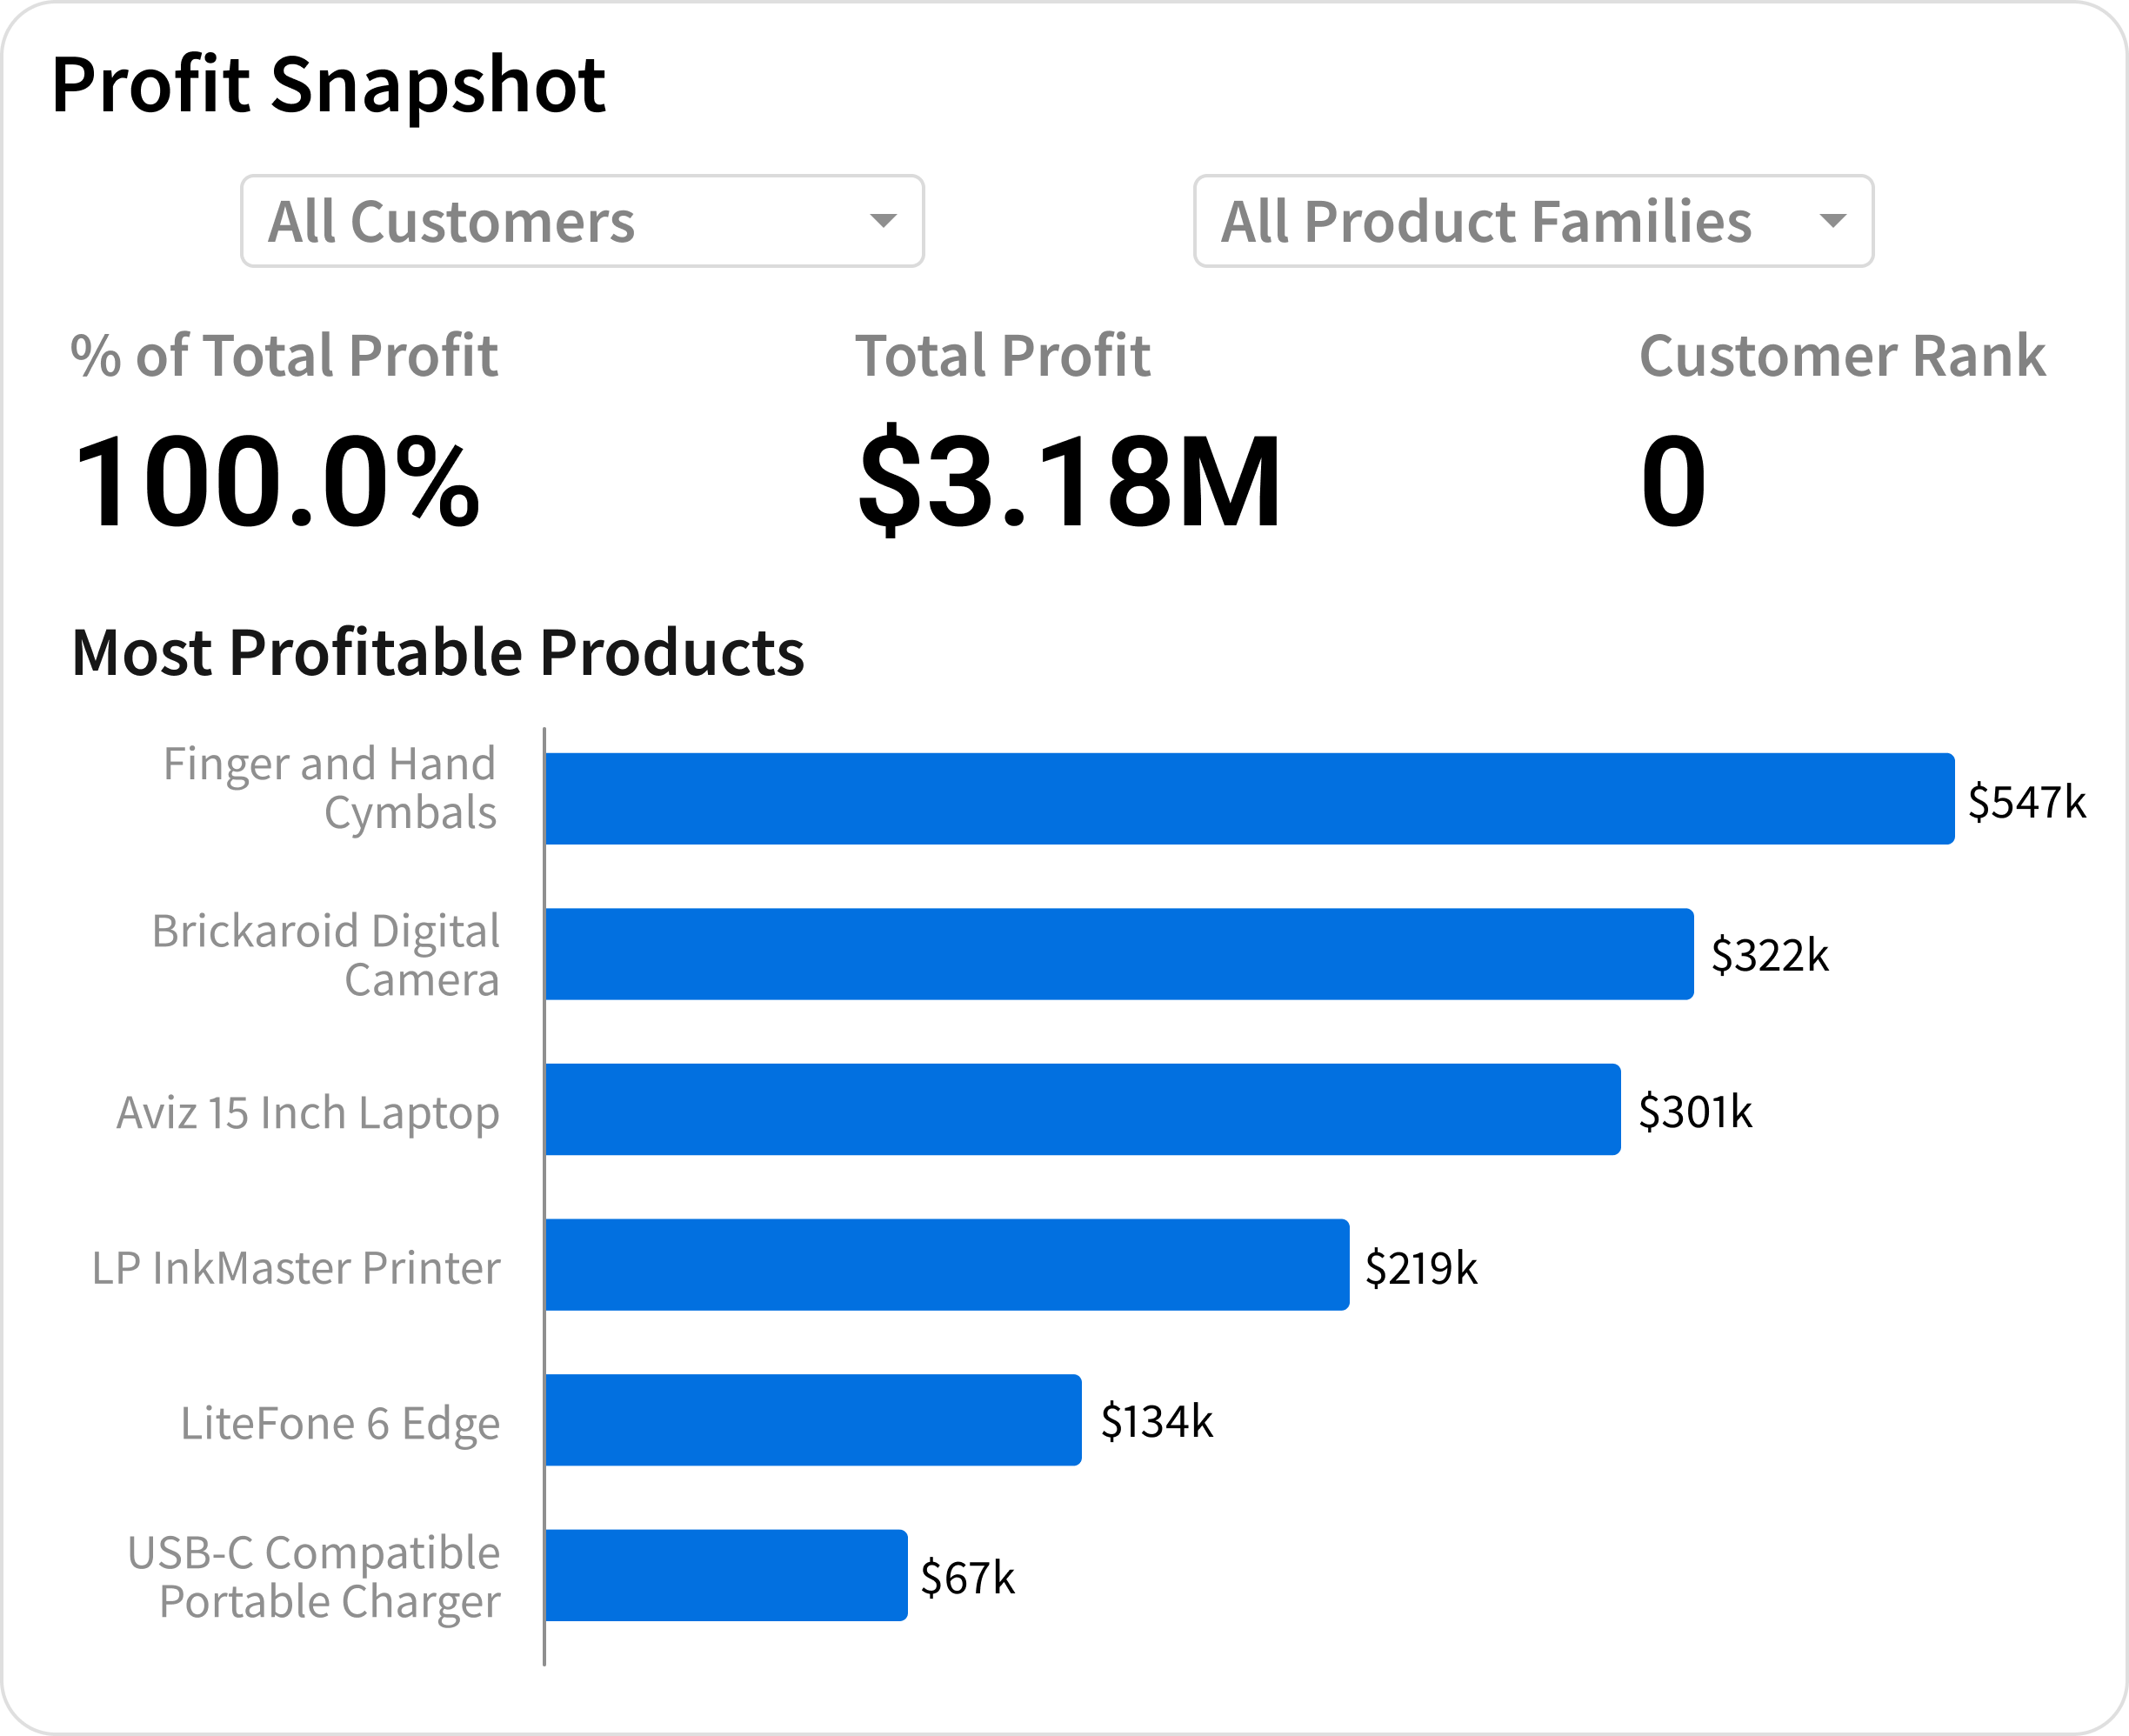 Profit Snapshot
All Customers
All Product Families
% of Total Profit
Total Profit
Customer Rank
100.0%
$3.18M
0
Most Profitable Products
Finger and Hand
Cymbals
$547k
Brickaroid Digital
Camera
$322k
Aviz 15 Inch Laptop
$301k
LP InkMaster Printer
$219k
LiteFone 6 Edge
$134k
USB-C Compatible
Portable Charger
$67k